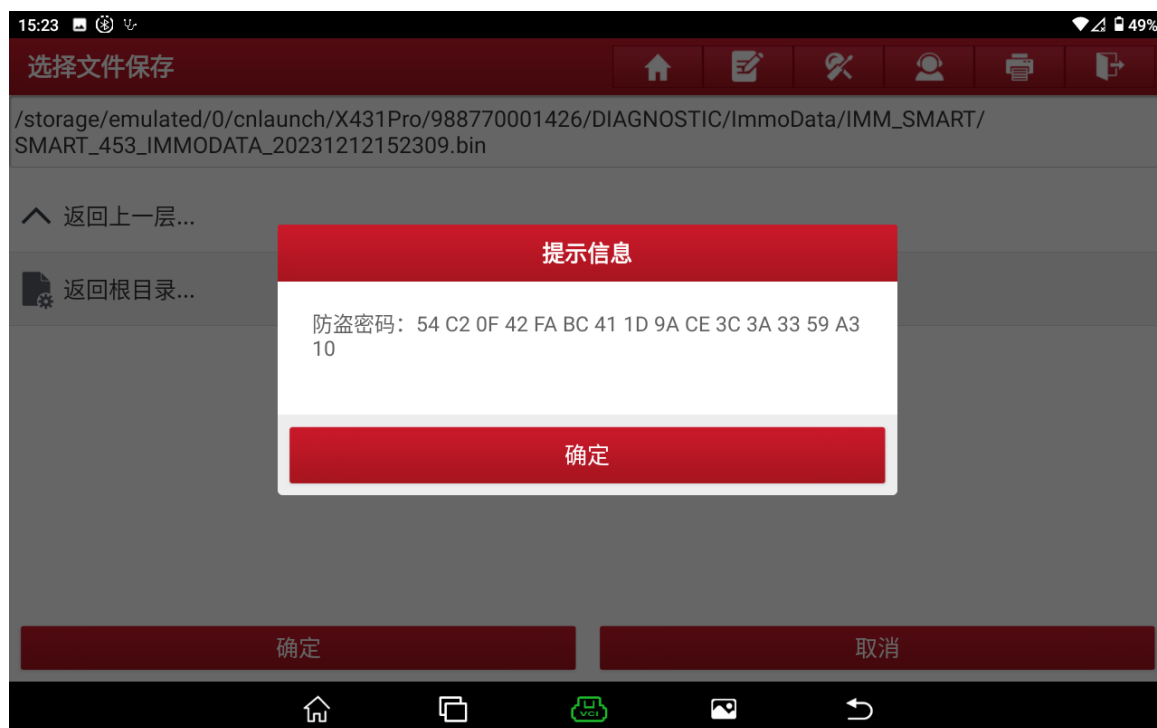 15:23
49%
选择文件保存
/storage/emulated/0/cnlaunch/X431Pro/988770001426/DIAGNOSTIC/ImmoData/IMM_SMART/
SMART_453_IMMODATA_20231212152309.bin
返回上一层...
返回根目录...
提示信息
防盗密码：54 C2 0F 42 FA BC 41 1D 9A CE 3C 3A 33 59 A3
10
确定
确定
取消
VCI